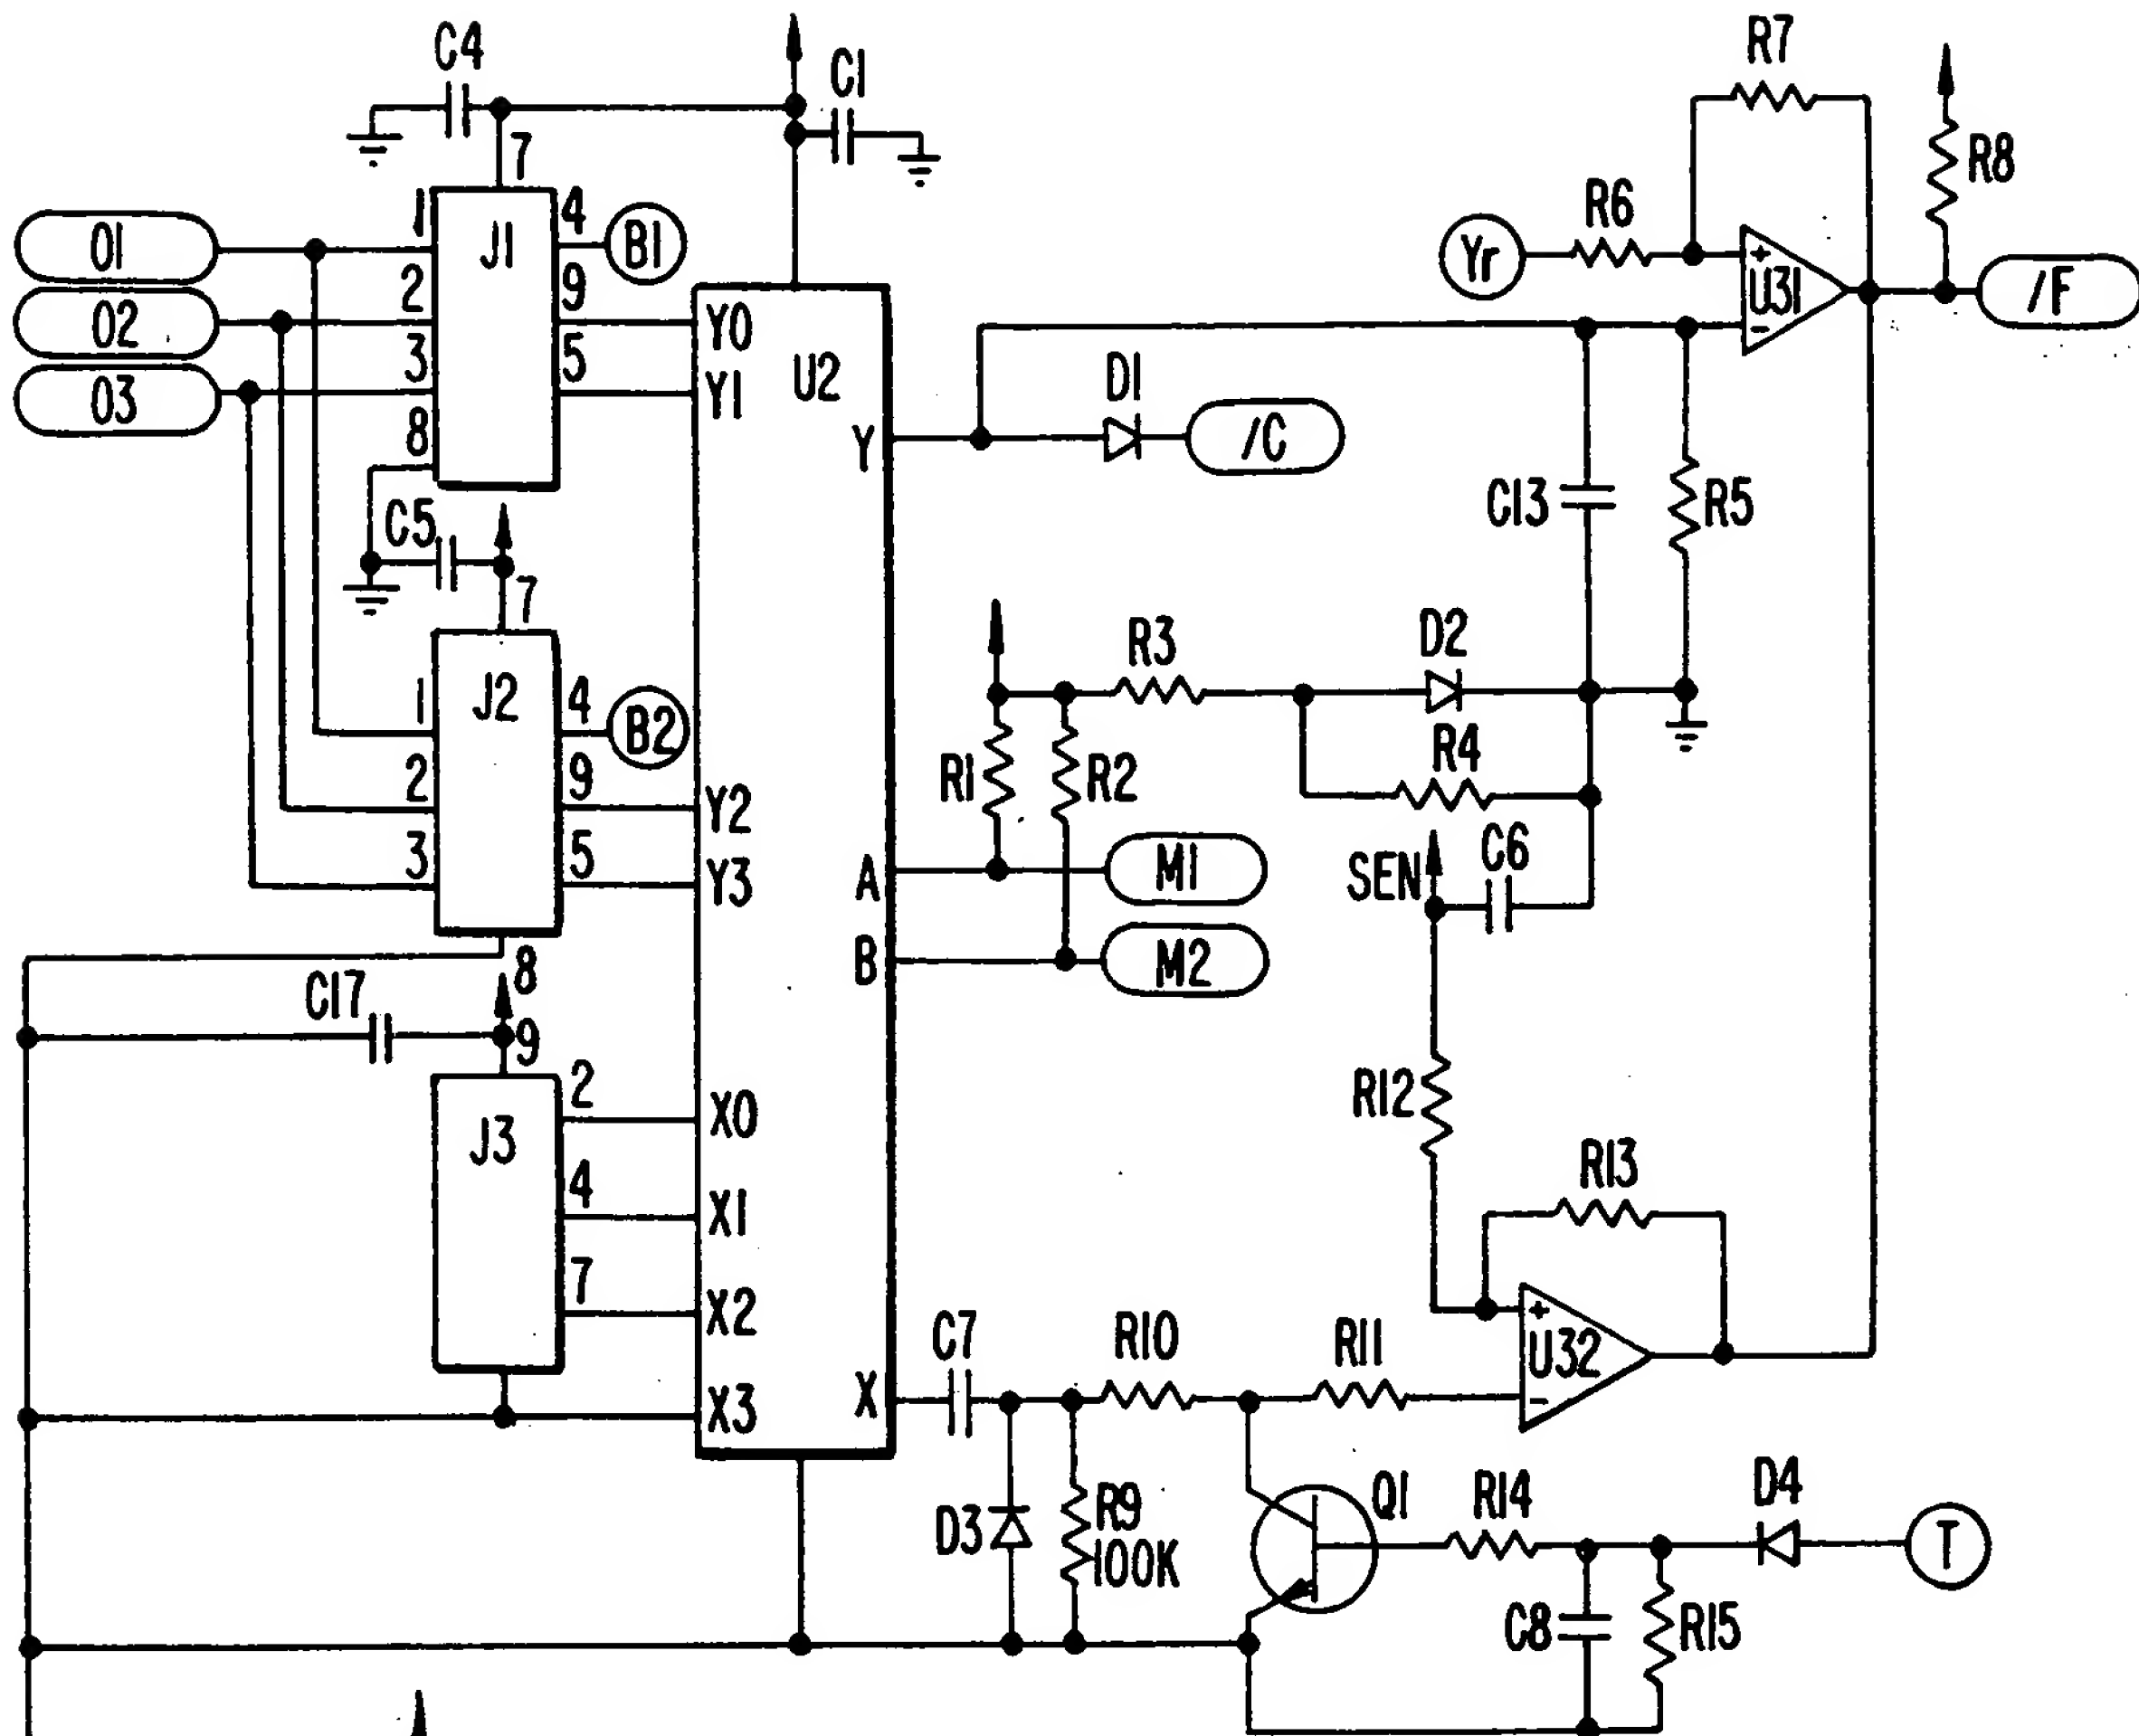 C4
C1
R7
R8
7
1
J1
4
B1
R6
Yr
+
U31
-
/F
O1
2
9
O2
Y0
3
5
O3
Y1
U2
8
Y
D1
/C
C5
C13
R5
7
R3
D2
1
J2
4
B2
R4
R1
R2
2
9
Y2
3
5
Y3
A
M1
SEN
C6
B
M2
8
C17
9
2
X0
R12
J3
4
X1
R13
7
X2
C7
R10
R11
+
U32
-
X
X3
D3
R9
100K
Q1
R14
D4
T
C8
R15